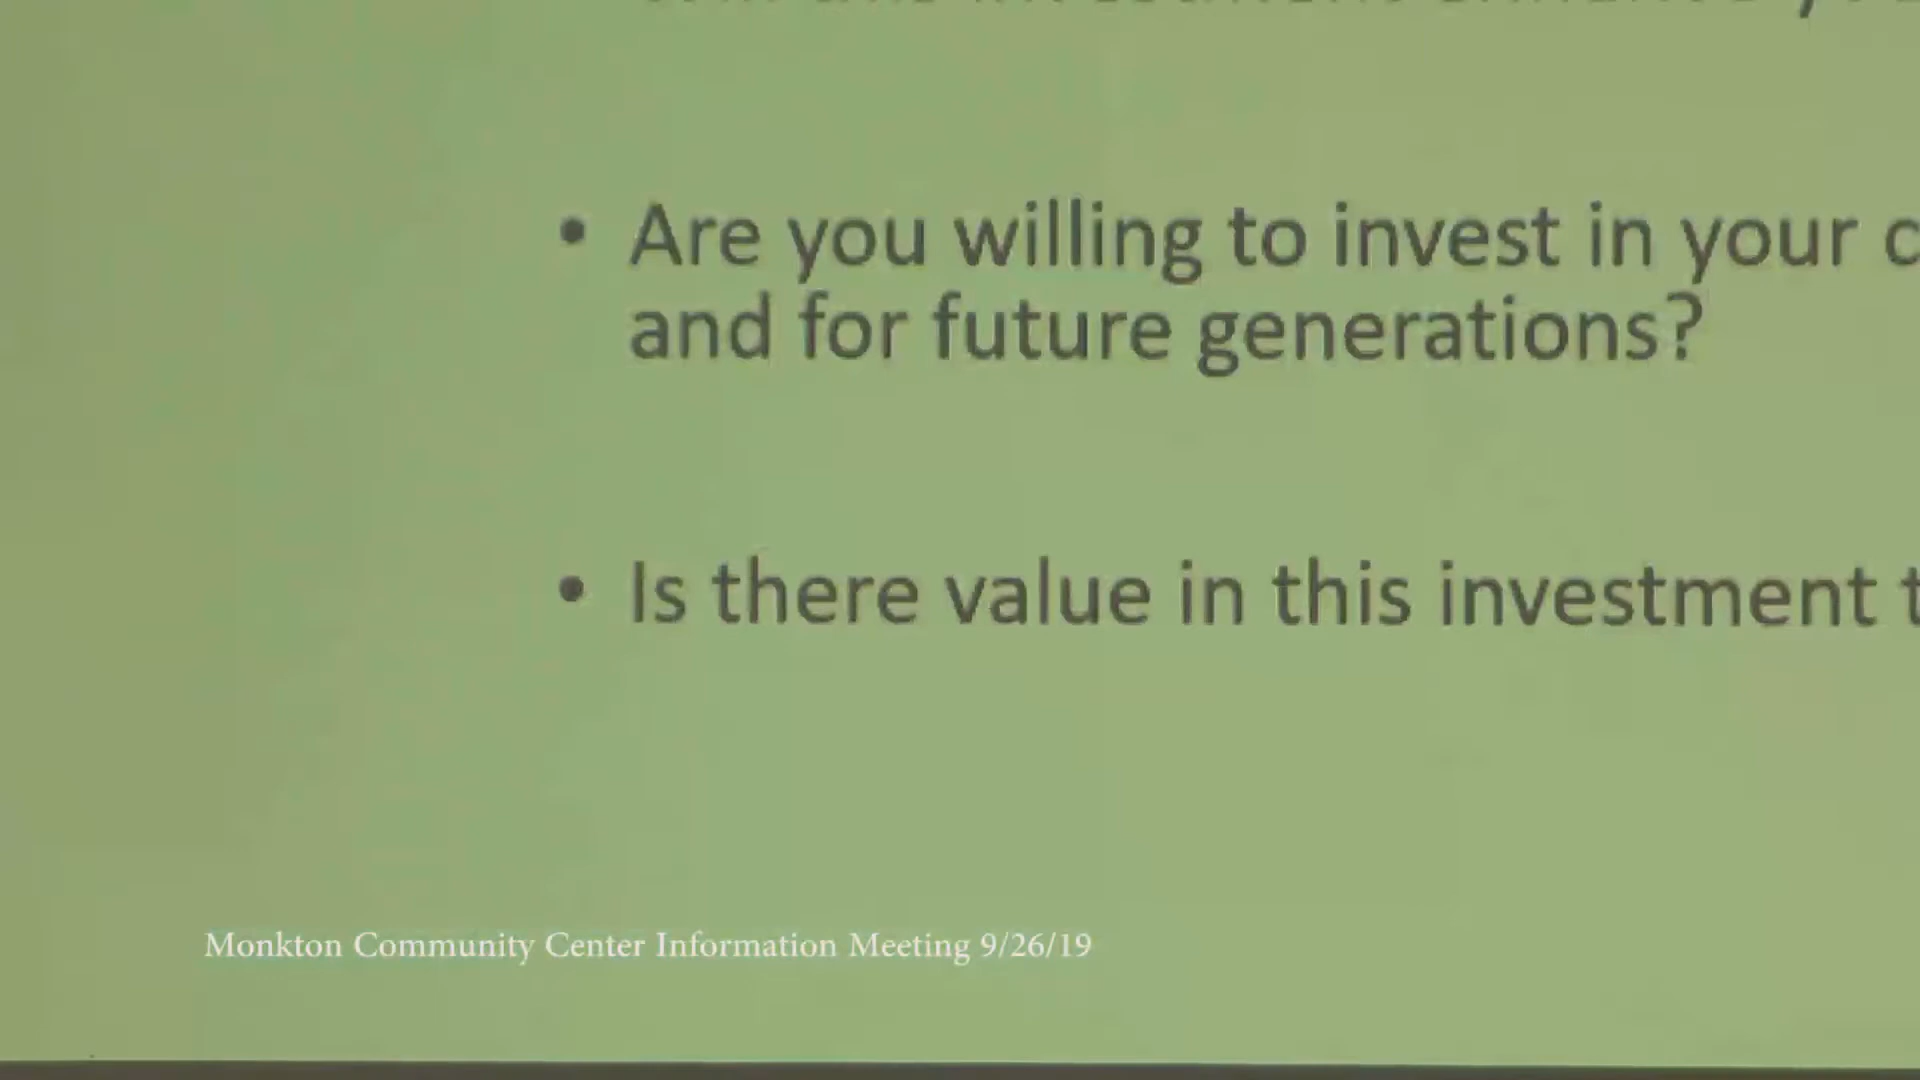 • Are you willing to invest in your
and for future generations?
• Is there value in this investment
Monkton Community Center Information Meeting 9/26/19